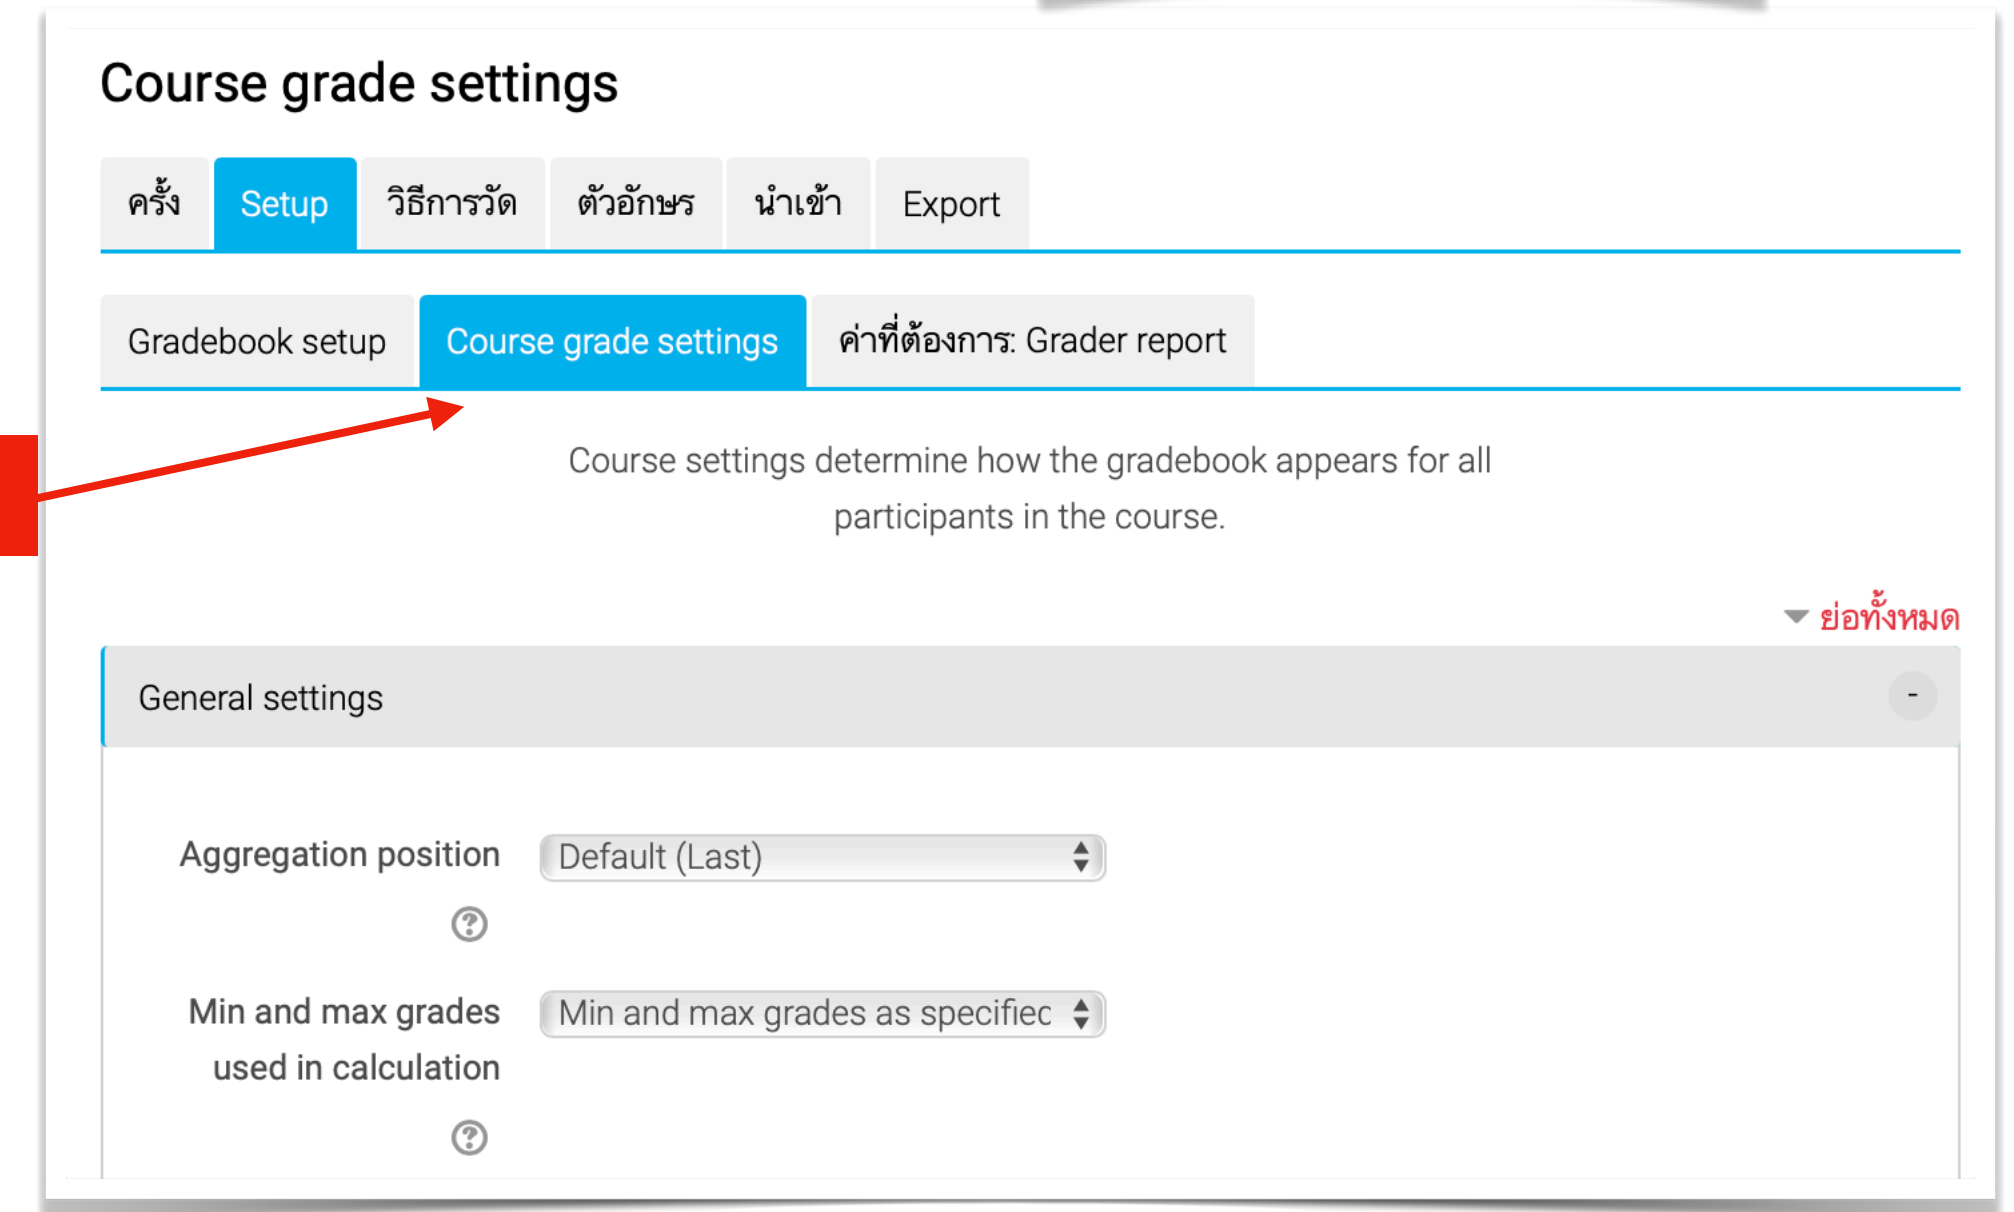 Course grade settings
ครั้ง Setup วิธีการวัด ตัวอักษร นำเข้า Export
Gradebook setup Course grade settings ค่าที่ต้องการ: Grader report
Course settings determine how the gradebook appears for all
participants in the course.
ย่อทั้งหมด
General settings -
Aggregation position Default (Last)
Min and max grades Min and max grades as specified
used in calculation